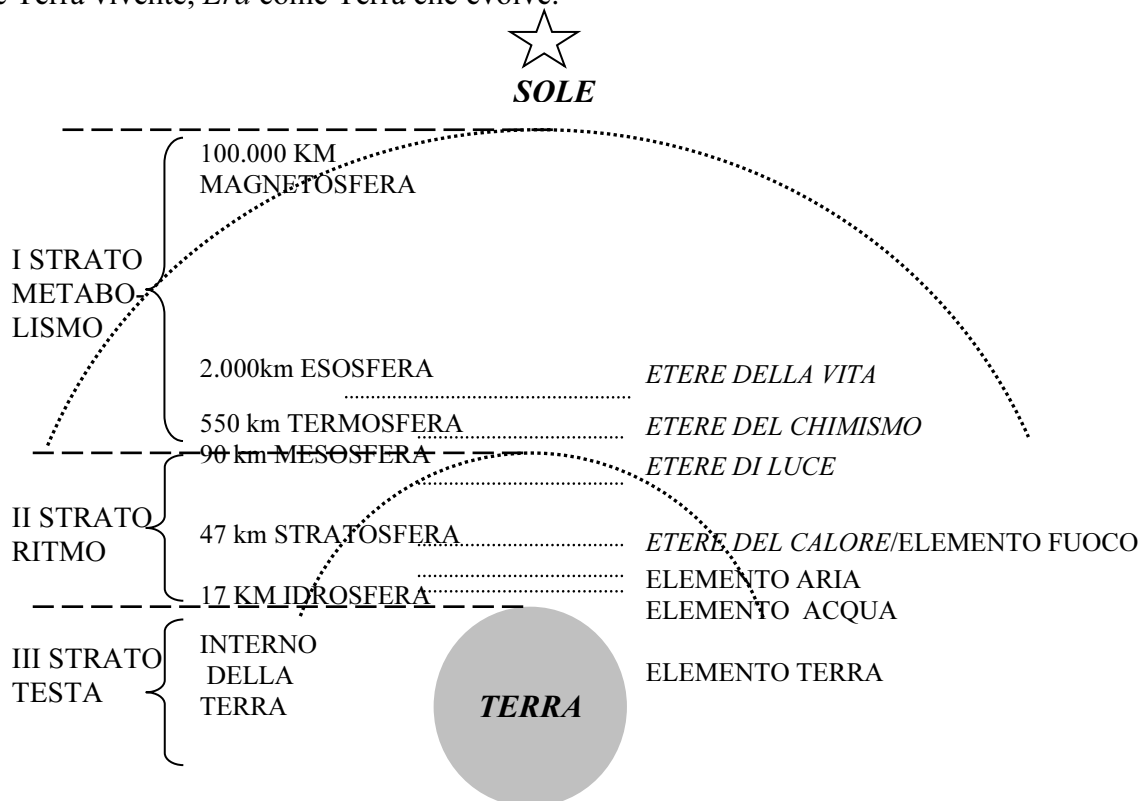 e Terra vivente, Era come Terra che evolve.
SOLE
100.000 KM
MAGNETOSFERA
I STRATO
METABO-
LISMO
2.000km ESOSFERA
ETERE DELLA VITA
550 km TERMOSFERA
ETERE DEL CHIMISMO
90 km MESOSFERA
ETERE DI LUCE
II STRATO
RITMO
47 km STRATOSFERA
ETERE DEL CALORE/ELEMENTO FUOCO
ELEMENTO ARIA
17 KM IDROSFERA
ELEMENTO ACQUA
III STRATO
TESTA
INTERNO
DELLA
TERRA
ELEMENTO TERRA
TERRA